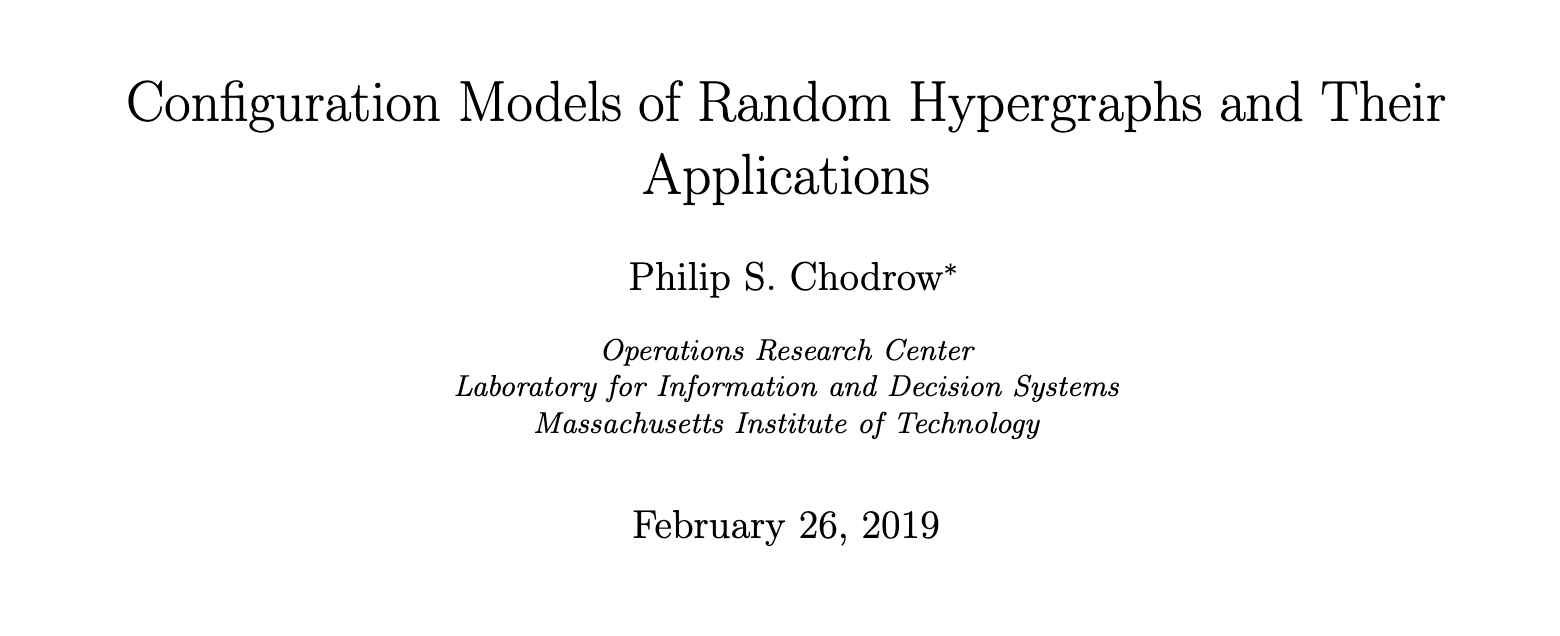 Configuration Models of Random Hypergraphs and Their
Applications
Philip S. Chodrow*
Operations Research Center
Laboratory for Information and Decision Systems
Massachusetts Institute of Technology
February 26, 2019